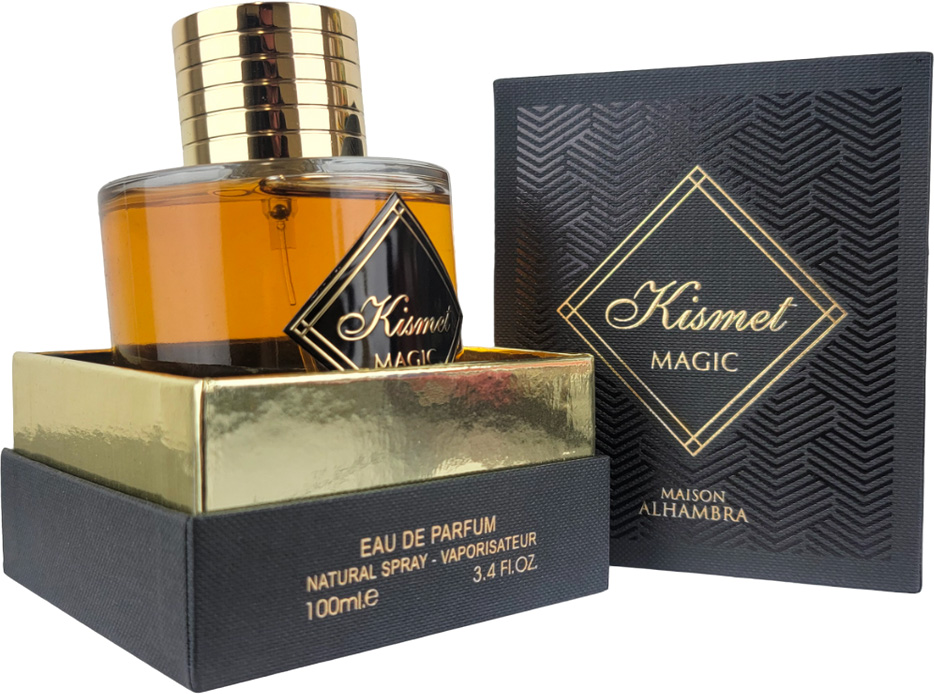 Kismet
MAGIC
EAU DE PARFUM
NATURAL SPRAY - VAPORISATEUR
100ml.e 3.4 Fl.OZ.
Kismet
MAGIC
MAISON
ALHAMBRA